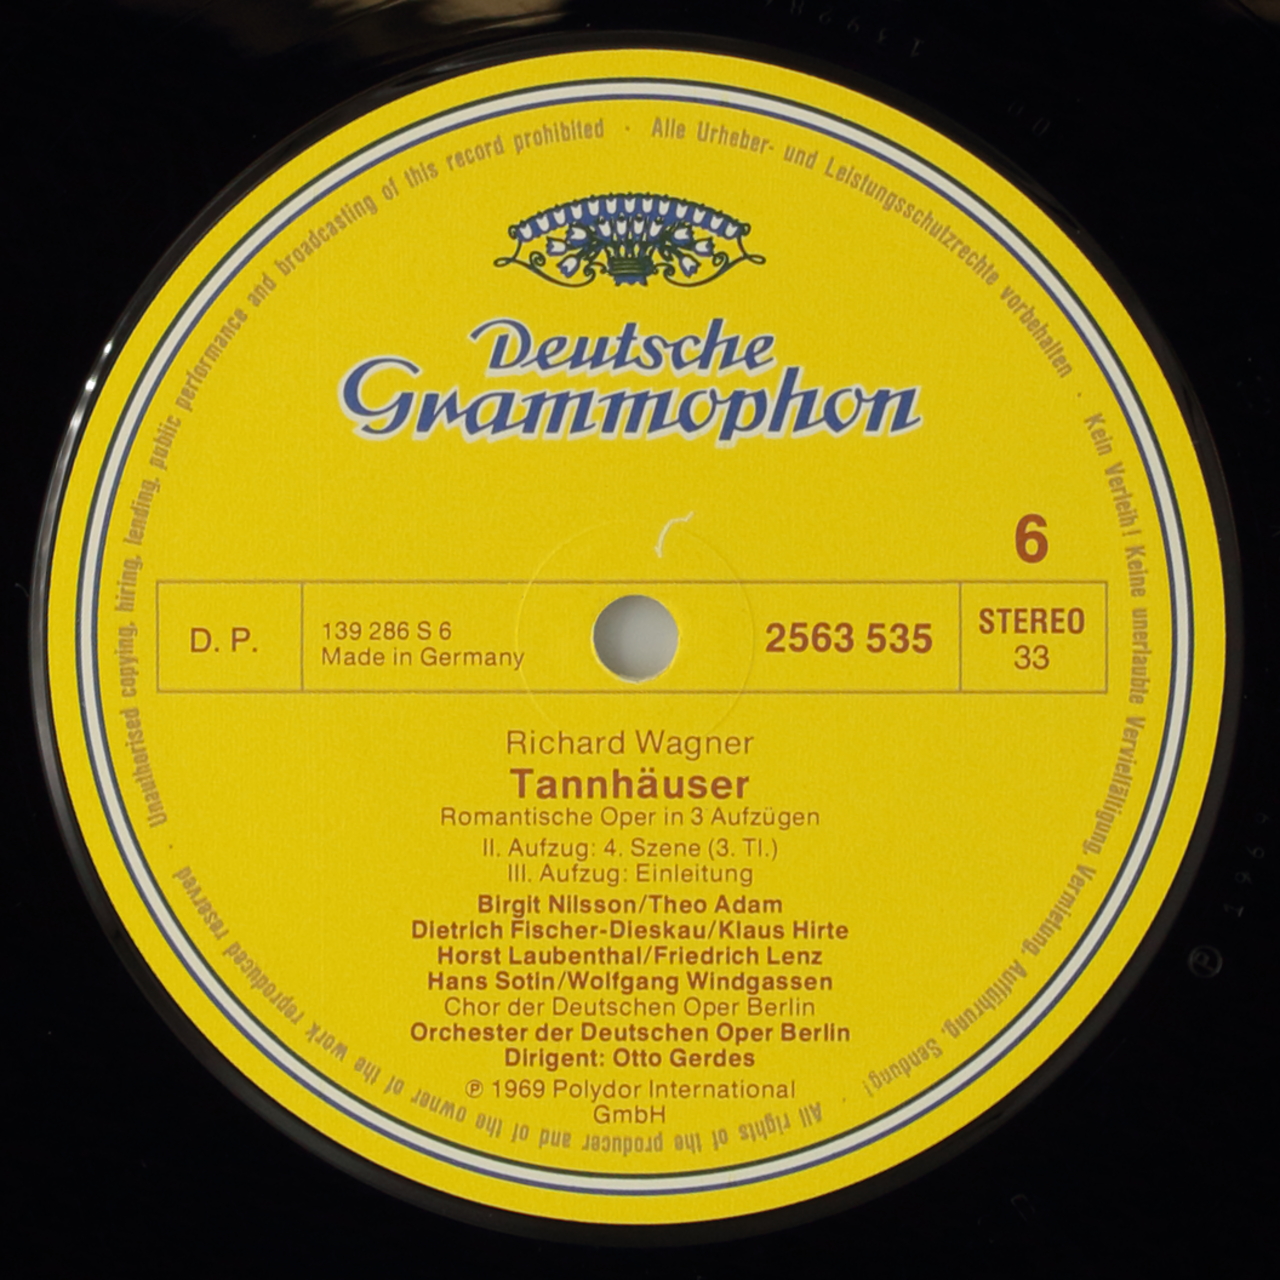 Deutsche
Grammophon
6
D. P.
139 286 S 6
Made in Germany
2563 535
STEREO
33
Richard Wagner
Tannhäuser
Romantische Oper in 3 Aufzügen
II. Aufzug: 4. Szene (3. Tl.)
III. Aufzug: Einleitung
Birgit Nilsson/Theo Adam
Dietrich Fischer-Dieskau/Klaus Hirte
Horst Laubenthal/Friedrich Lenz
Hans Sotin/Wolfgang Windgassen
Chor der Deutschen Oper Berlin
Orchester der Deutschen Oper Berlin
Dirigent: Otto Gerdes
℗ 1969 Polydor International
GmbH
Alle Urheber- und Leistungsschutzrechte vorbehalten · Kein Verleih! Keine unerlaubte Vervielfältigung, Vermietung, Aufführung, Sendung! · All rights of the producer and of the owner of the work reproduced reserved · Unauthorised copying, hiring, lending, public performance and broadcasting of this record prohibited ·